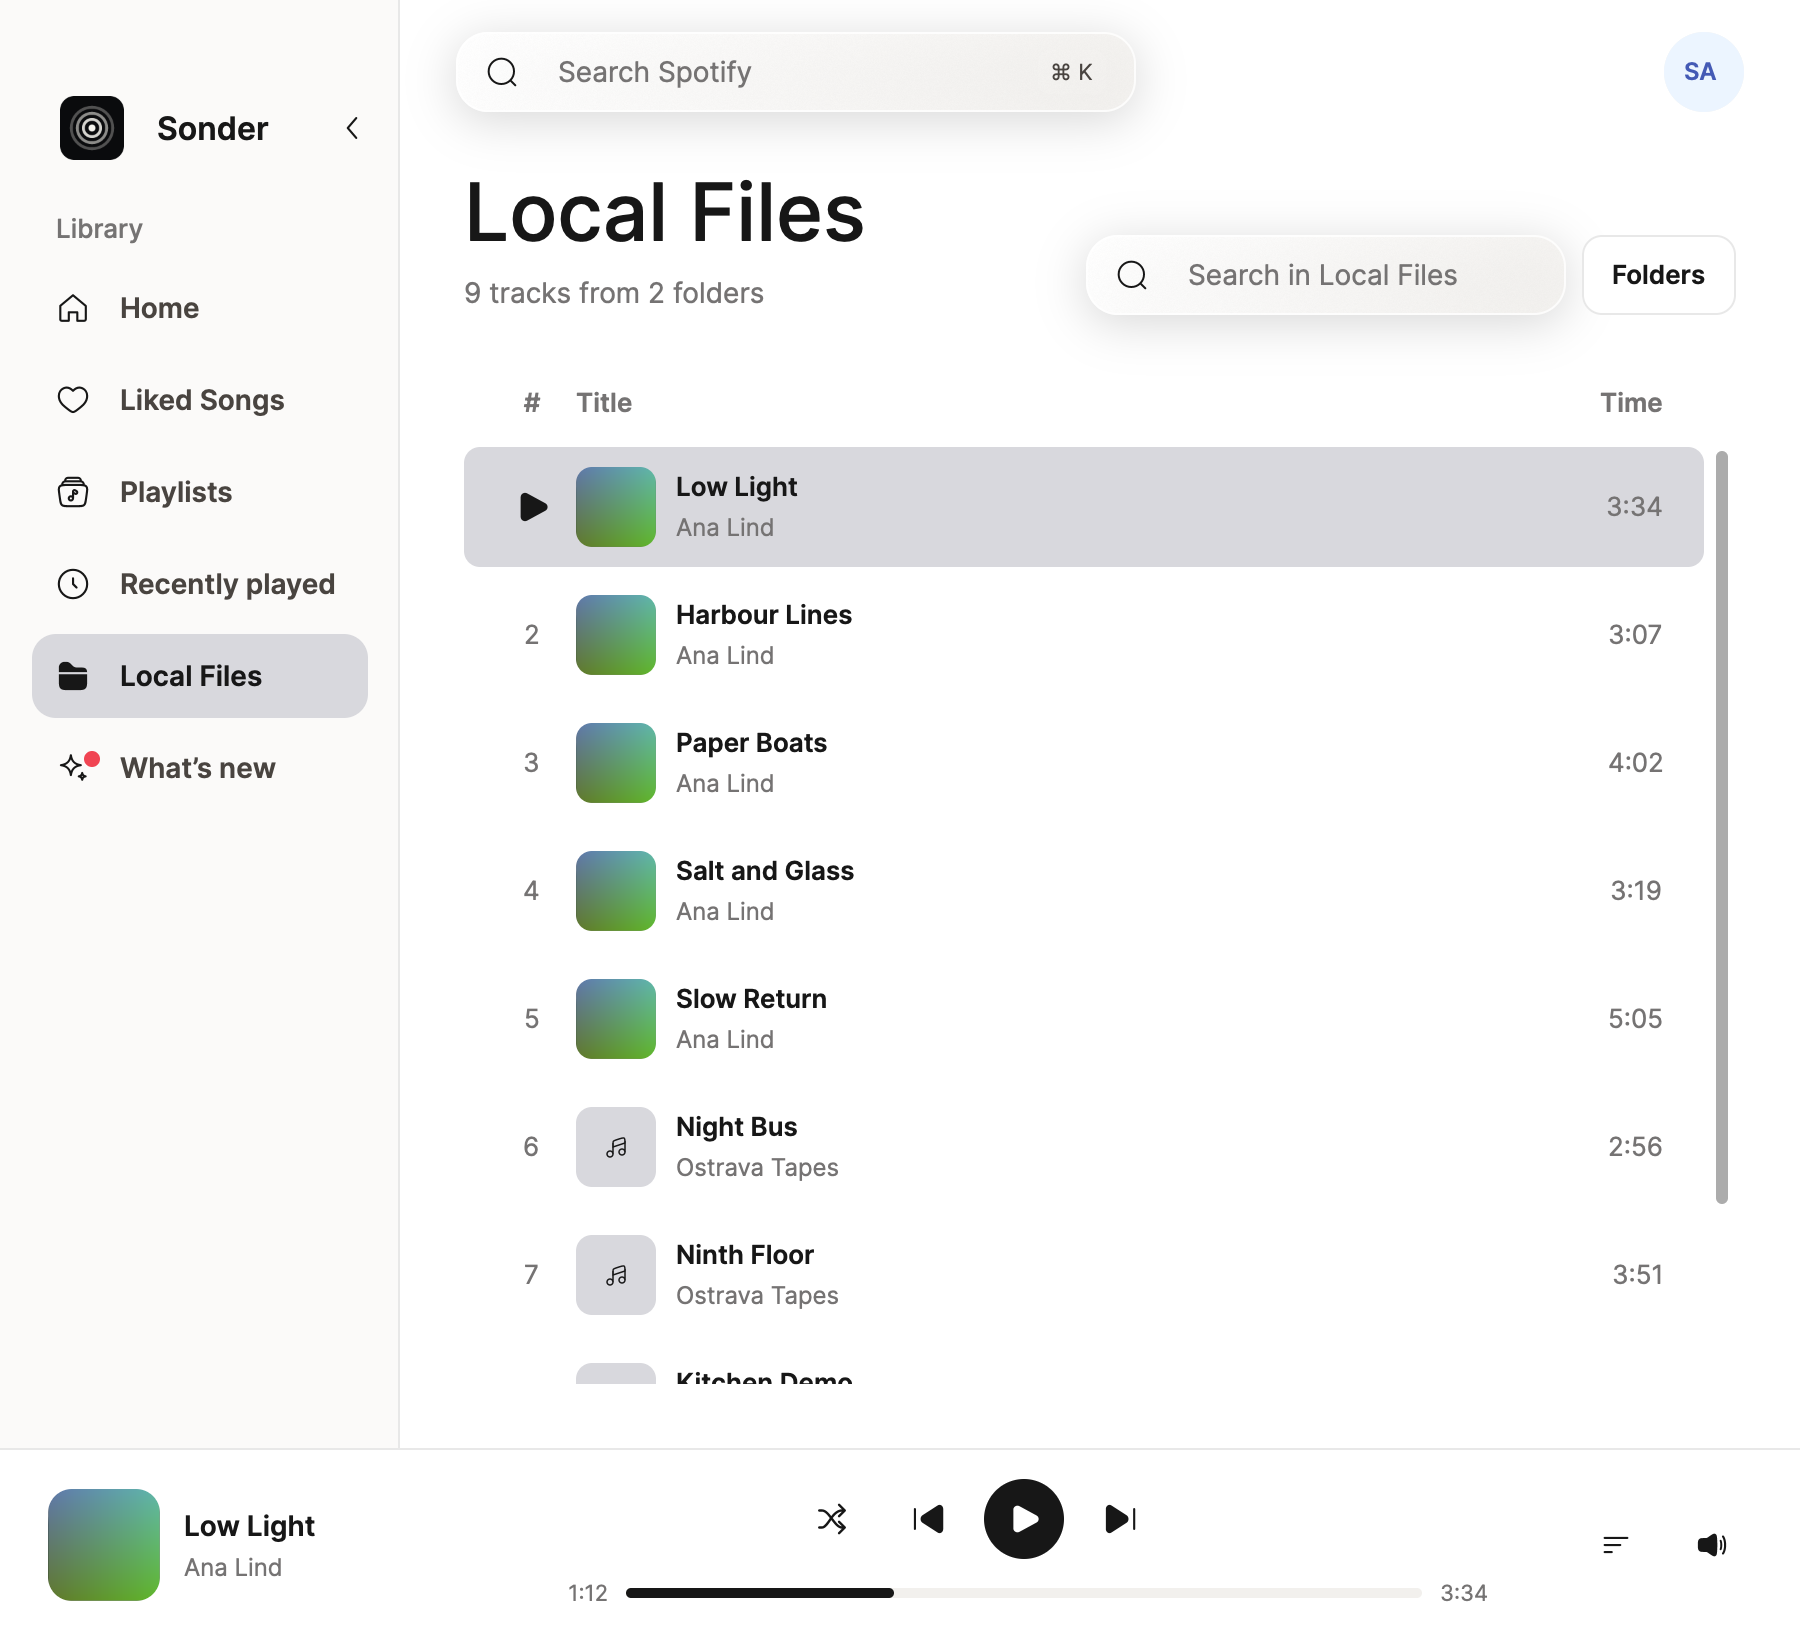 Search Spotify
⌘ K
SA
Sonder
Library
Home
Liked Songs
Playlists
Recently played
Local Files
What’s new
Local Files
9 tracks from 2 folders
Search in Local Files
Folders
# Title Time
Low Light
Ana Lind
3:34
2
Harbour Lines
Ana Lind
3:07
3
Paper Boats
Ana Lind
4:02
4
Salt and Glass
Ana Lind
3:19
5
Slow Return
Ana Lind
5:05
6
Night Bus
Ostrava Tapes
2:56
7
Ninth Floor
Ostrava Tapes
3:51
Kitchen Demo
Low Light
Ana Lind
1:12
3:34